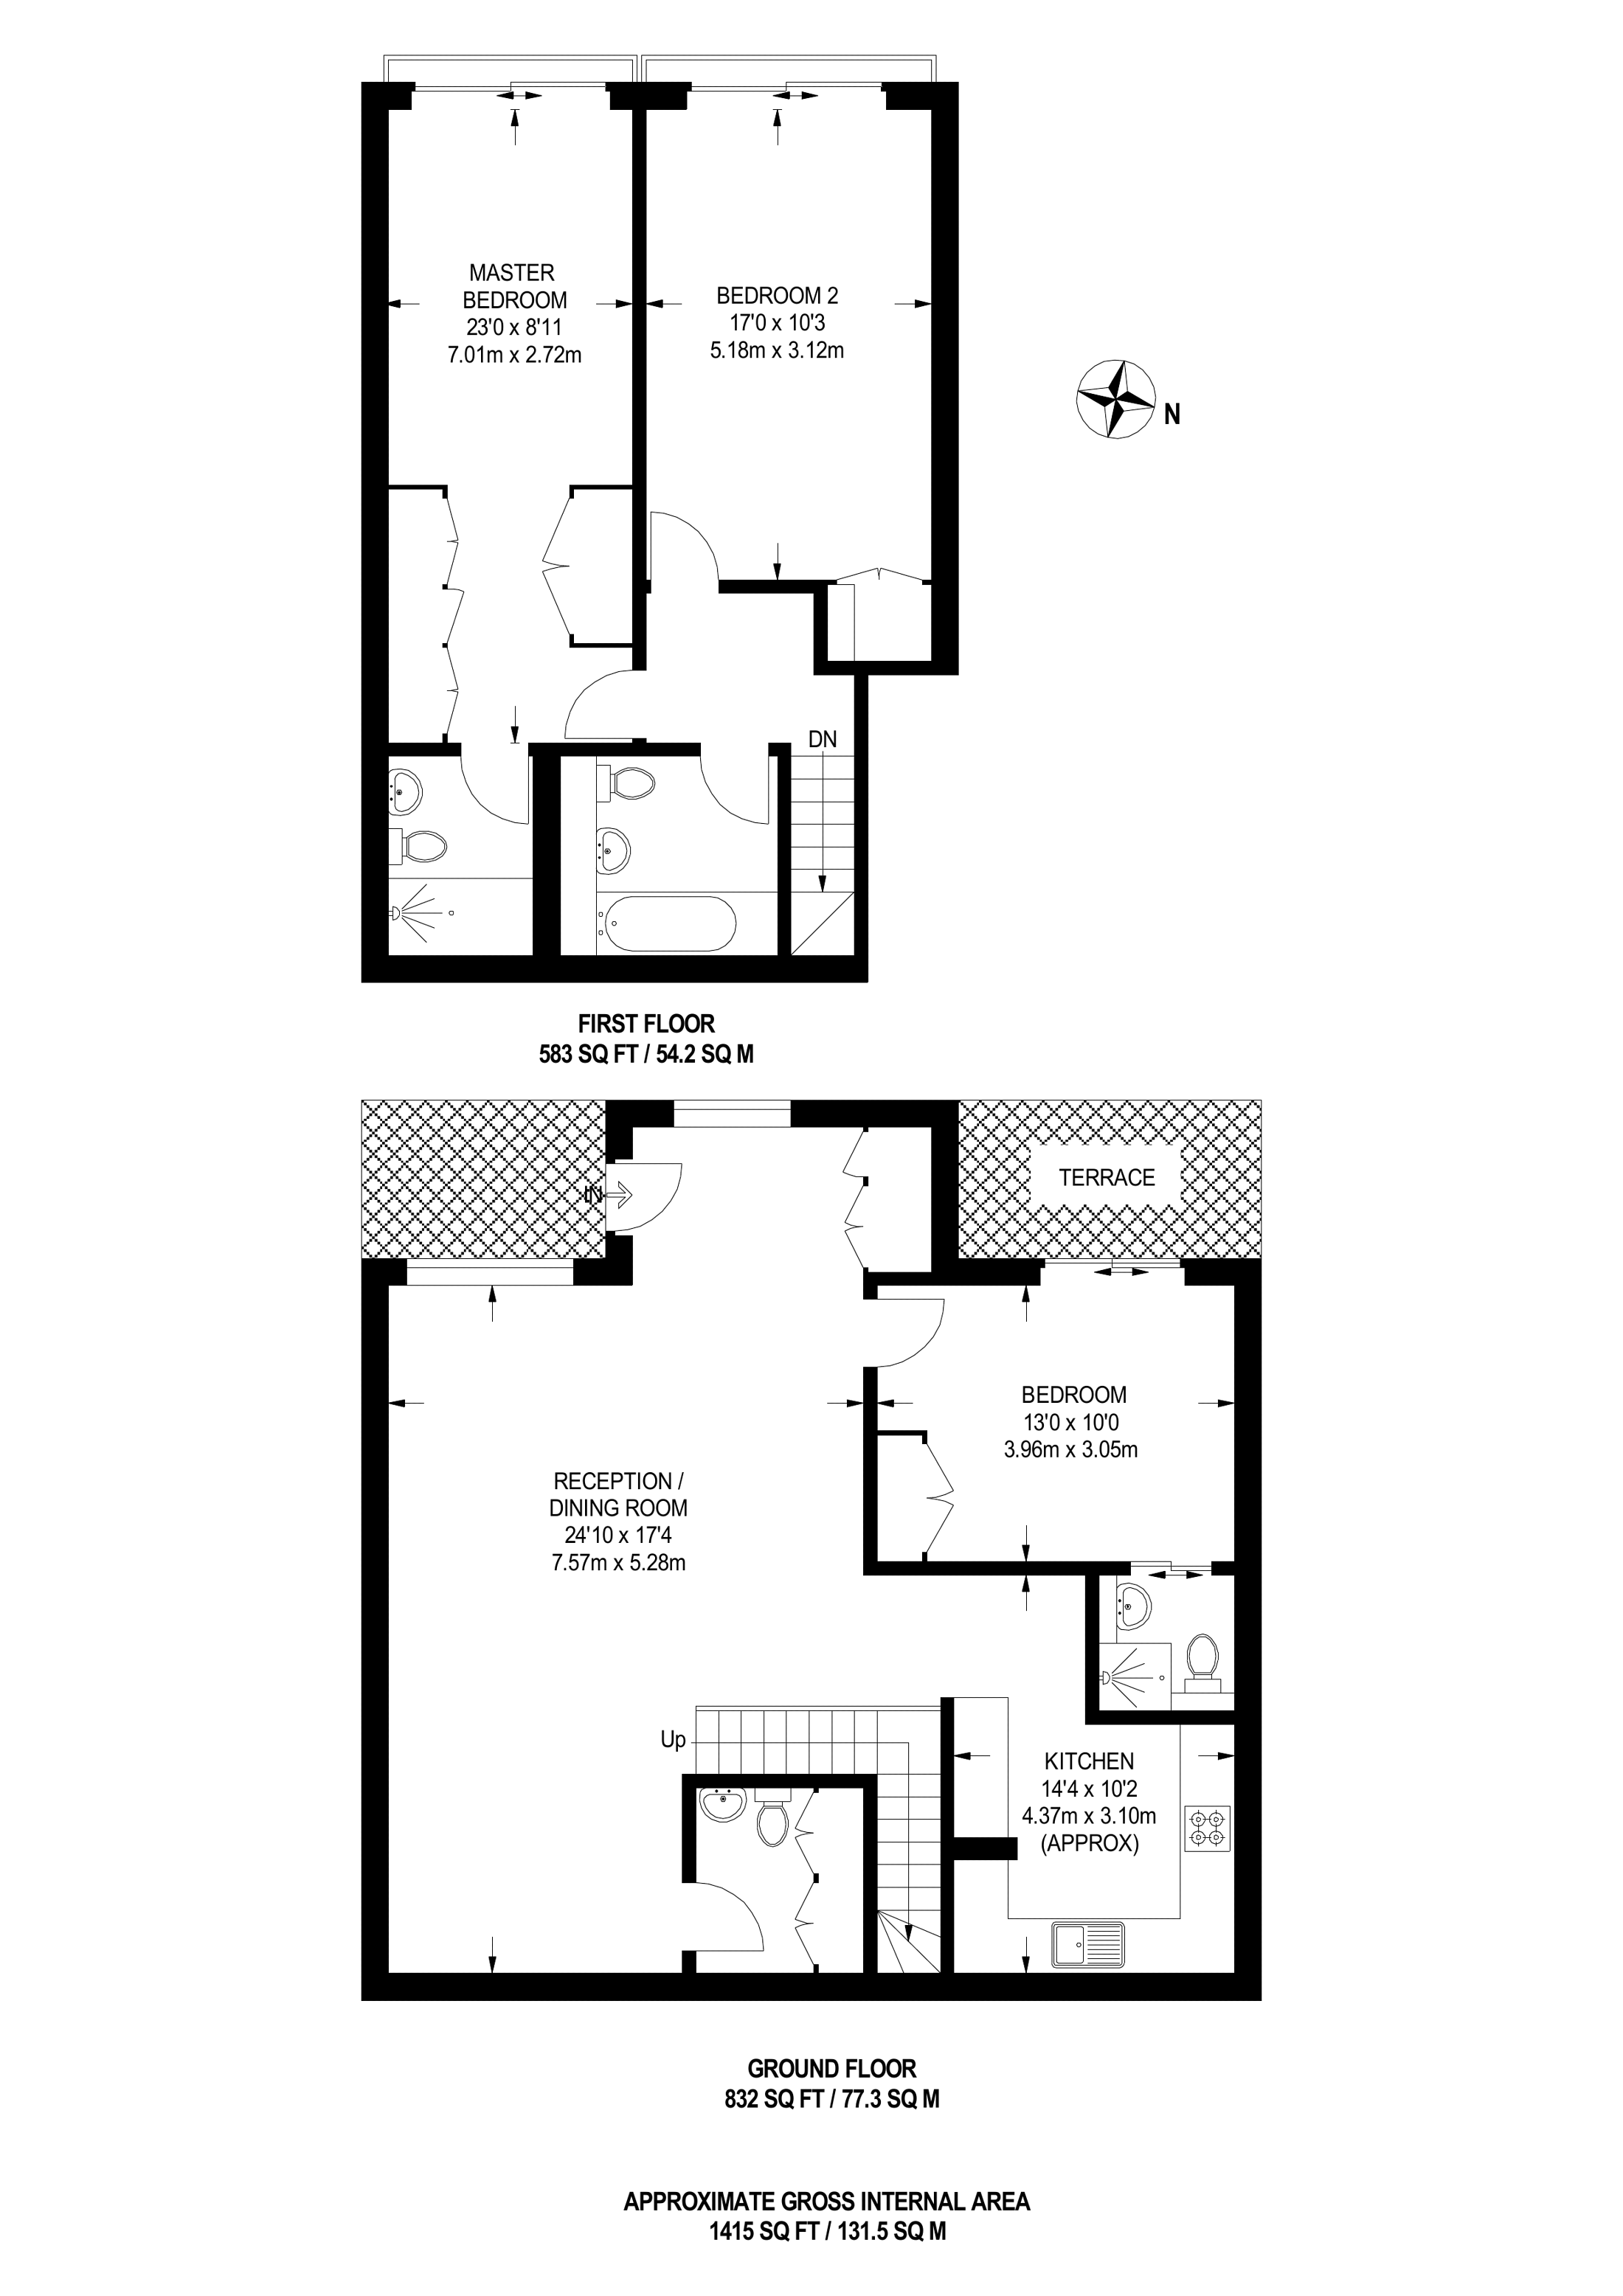 MASTER
BEDROOM
23'0 x 8'11
7.01m x 2.72m
BEDROOM 2
17'0 x 10'3
5.18m x 3.12m
N
DN
FIRST FLOOR
583 SQ FT / 54.2 SQ M
IN
TERRACE
BEDROOM
13'0 x 10'0
3.96m x 3.05m
RECEPTION /
DINING ROOM
24'10 x 17'4
7.57m x 5.28m
Up
KITCHEN
14'4 x 10'2
4.37m x 3.10m
(APPROX)
GROUND FLOOR
832 SQ FT / 77.3 SQ M
APPROXIMATE GROSS INTERNAL AREA
1415 SQ FT / 131.5 SQ M